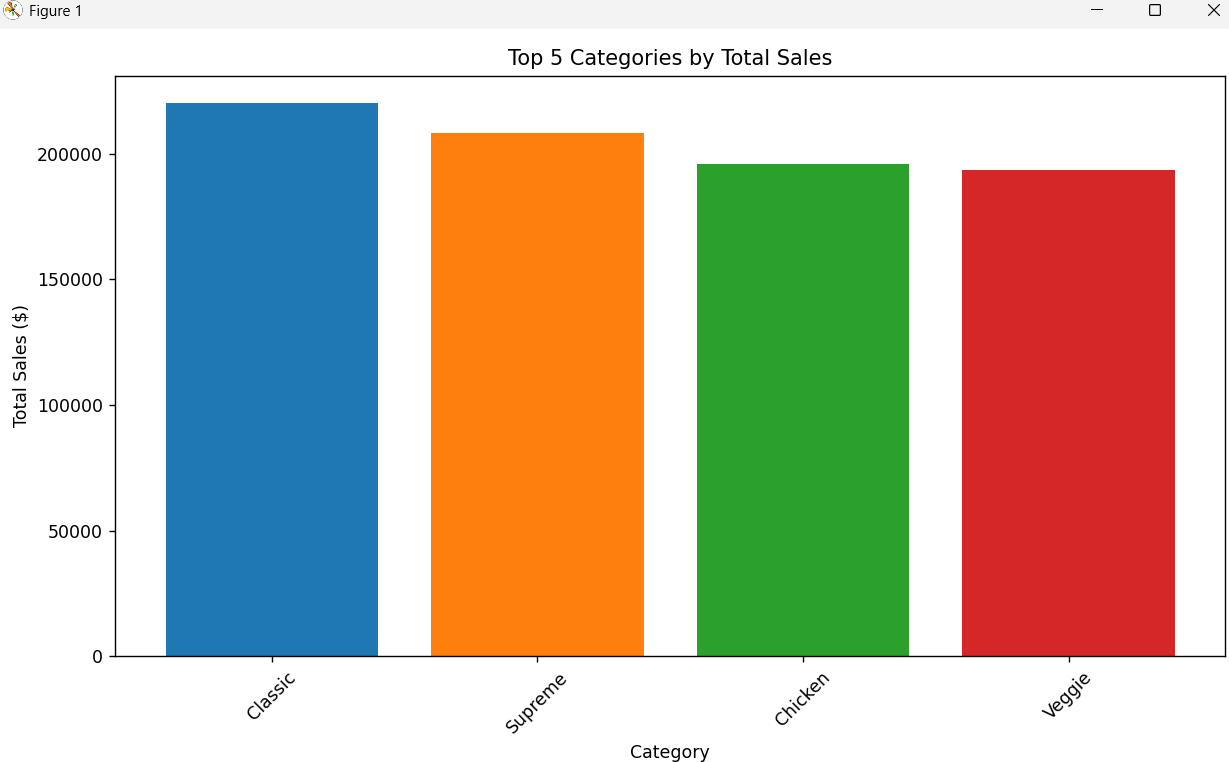 Figure 1
Top 5 Categories by Total Sales
Total Sales ($)
200000
150000
100000
50000
0
Classic
Supreme
Chicken
Veggie
Category